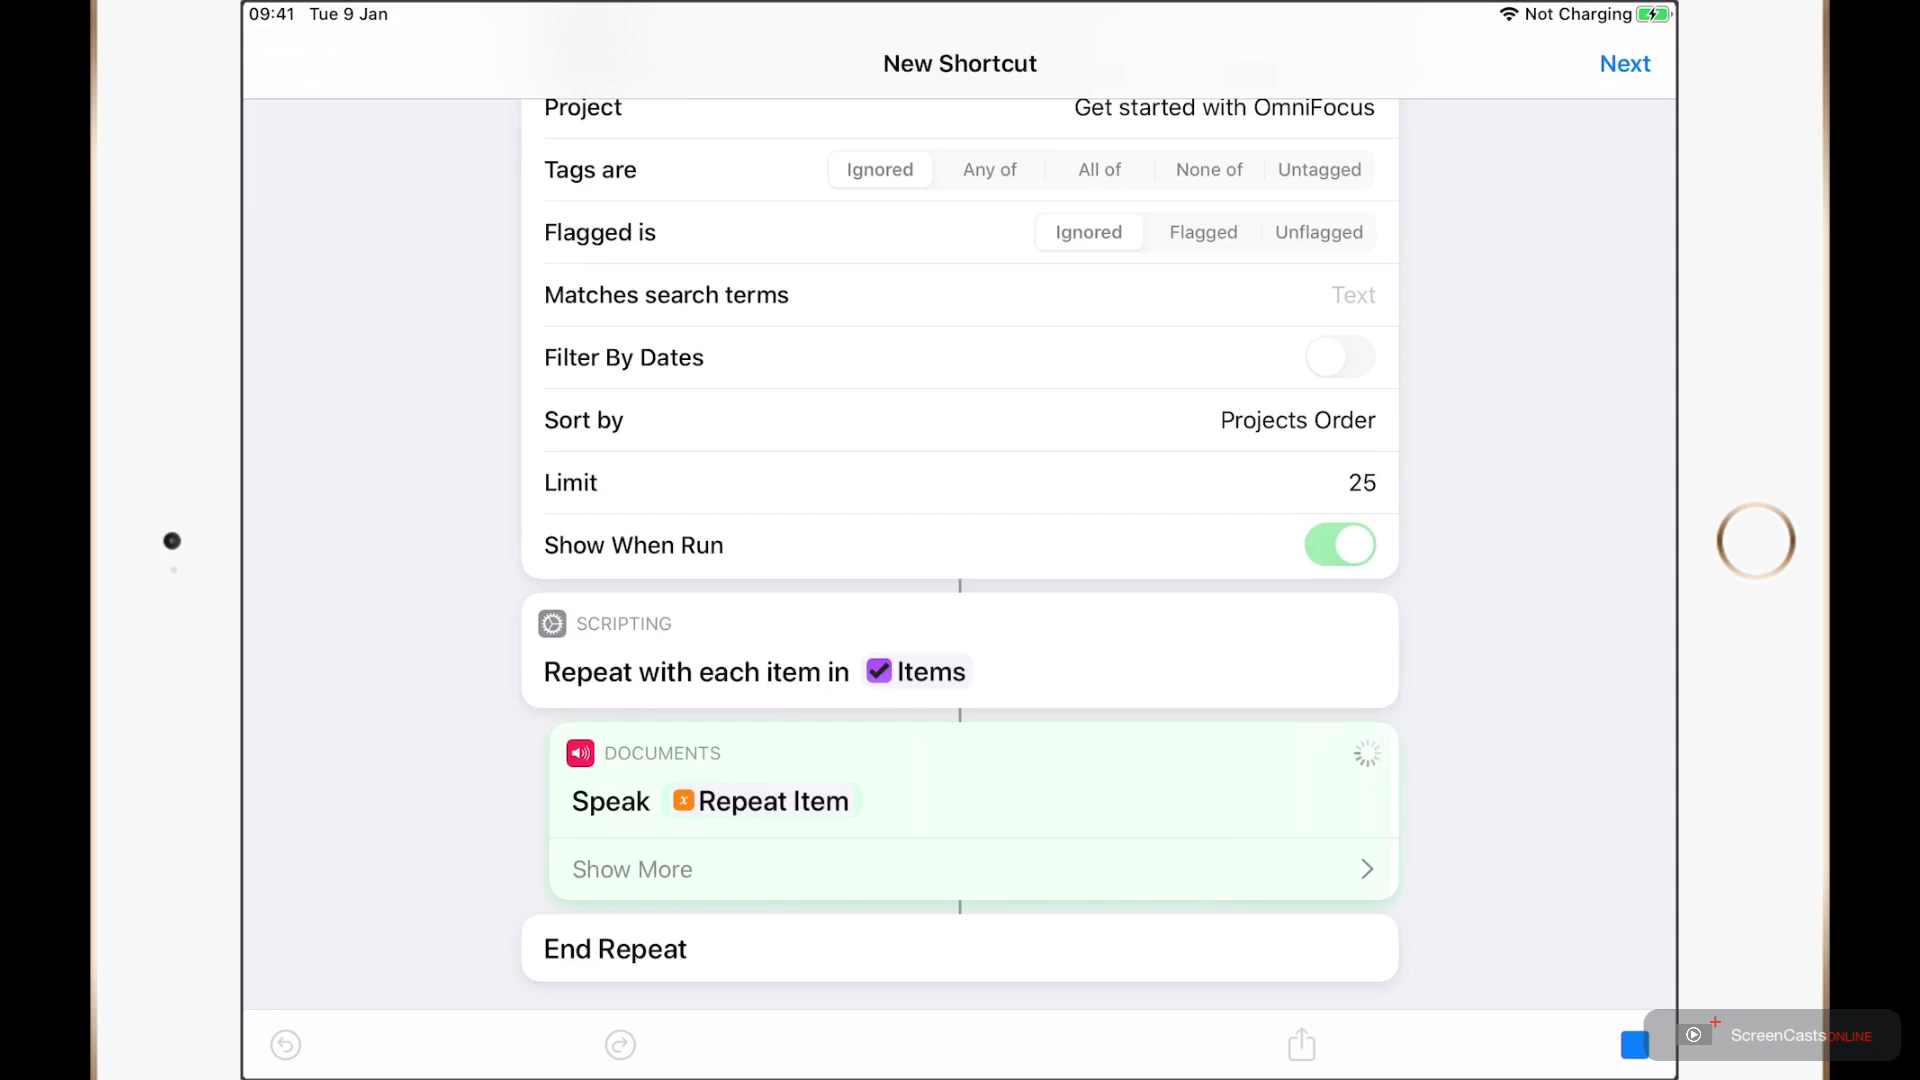 09:41 Tue 9 Jan
Not Charging
New Shortcut
Next
Project
Get started with OmniFocus
Tags are
Ignored
Any of
All of
None of
Untagged
Flagged is
Ignored
Flagged
Unflagged
Matches search terms
Text
Filter By Dates
Sort by
Projects Order
Limit
25
Show When Run
SCRIPTING
Repeat with each item in Items
DOCUMENTS
Speak x Repeat Item
Show More
End Repeat
ScreenCastsONLINE